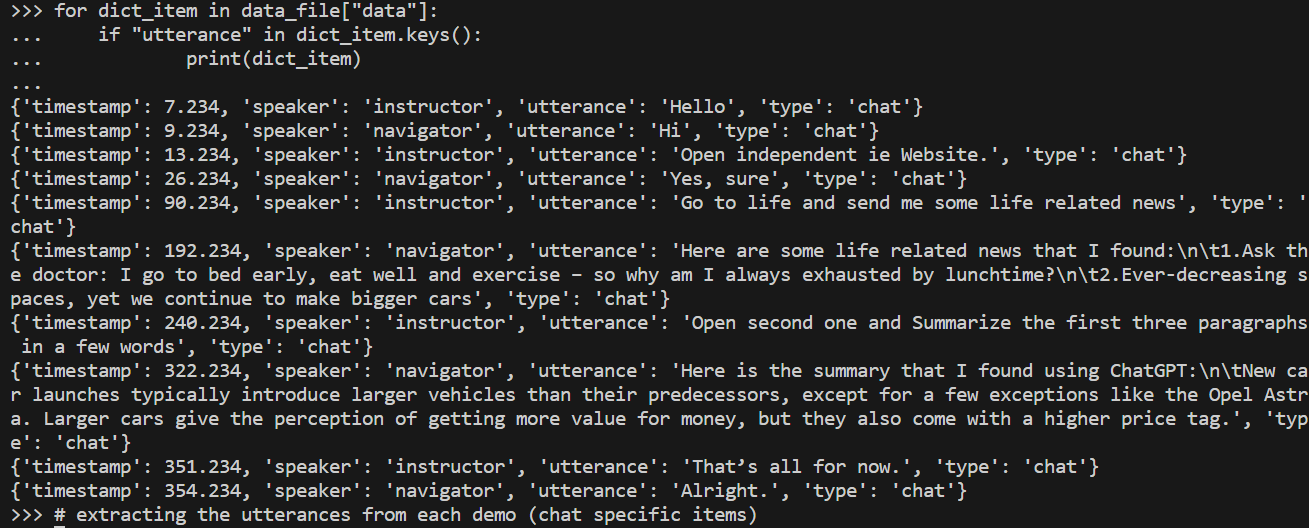 >>> for dict_item in data_file["data"]:
...     if "utterance" in dict_item.keys():
...             print(dict_item)
...
{'timestamp': 7.234, 'speaker': 'instructor', 'utterance': 'Hello', 'type': 'chat'}
{'timestamp': 9.234, 'speaker': 'navigator', 'utterance': 'Hi', 'type': 'chat'}
{'timestamp': 13.234, 'speaker': 'instructor', 'utterance': 'Open independent ie Website.', 'type': 'chat'}
{'timestamp': 26.234, 'speaker': 'navigator', 'utterance': 'Yes, sure', 'type': 'chat'}
{'timestamp': 90.234, 'speaker': 'instructor', 'utterance': 'Go to life and send me some life related news', 'type': '
chat'}
{'timestamp': 192.234, 'speaker': 'navigator', 'utterance': 'Here are some life related news that I found:\n\t1.Ask th
e doctor: I go to bed early, eat well and exercise – so why am I always exhausted by lunchtime?\n\t2.Ever-decreasing s
paces, yet we continue to make bigger cars', 'type': 'chat'}
{'timestamp': 240.234, 'speaker': 'instructor', 'utterance': 'Open second one and Summarize the first three paragraphs
 in a few words', 'type': 'chat'}
{'timestamp': 322.234, 'speaker': 'navigator', 'utterance': 'Here is the summary that I found using ChatGPT:\n\tNew ca
r launches typically introduce larger vehicles than their predecessors, except for a few exceptions like the Opel Astr
a. Larger cars give the perception of getting more value for money, but they also come with a higher price tag.', 'typ
e': 'chat'}
{'timestamp': 351.234, 'speaker': 'instructor', 'utterance': 'That’s all for now.', 'type': 'chat'}
{'timestamp': 354.234, 'speaker': 'navigator', 'utterance': 'Alright.', 'type': 'chat'}
>>> # extracting the utterances from each demo (chat specific items)